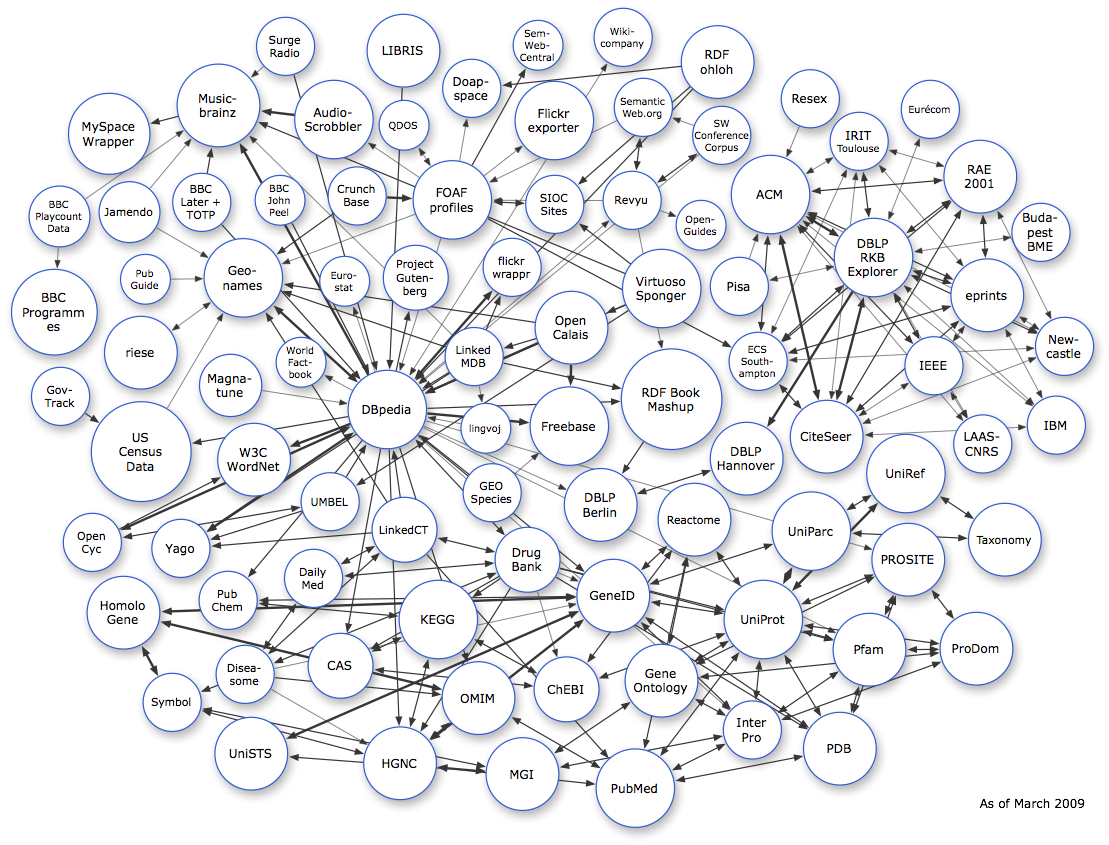 Surge
Radio
LIBRIS
Sem-
Web-
Central
Wiki-
company
RDF
ohloh
Doap-
space
Music-
brainz
MySpace
Wrapper
Audio-
Scrobbler
QDOS
Flickr
exporter
Semantic
Web.org
SW
Conference
Corpus
Resex
Eurécom
IRIT
Toulouse
RAE
2001
BBC
Playcount
Data
Jamendo
BBC
Later +
TOTP
BBC
John
Peel
Crunch
Base
FOAF
profiles
SIOC
Sites
Revyu
Open-
Guides
ACM
DBLP
RKB
Explorer
Buda-
pest
BME
Pub
Guide
Geo-
names
Euro-
stat
Project
Guten-
berg
flickr
wrappr
Virtuoso
Sponger
Pisa
eprints
BBC
Programm
es
riese
World
Fact-
book
Linked
MDB
Open
Calais
ECS
South-
ampton
IEEE
New-
castle
Gov-
Track
Magna-
tune
DBpedia
RDF Book
Mashup
US
Census
Data
W3C
WordNet
lingvoj
Freebase
DBLP
Hannover
CiteSeer
LAAS-
CNRS
IBM
UniRef
UMBEL
GEO
Species
DBLP
Berlin
Reactome
UniParc
Open
Cyc
Yago
LinkedCT
Drug
Bank
Taxonomy
PROSITE
Homolo
Gene
Pub
Chem
Daily
Med
KEGG
GeneID
UniProt
Pfam
ProDom
Disea-
some
CAS
OMIM
ChEBI
Gene
Ontology
Symbol
Inter
Pro
UniSTS
HGNC
MGI
PubMed
PDB
As of March 2009